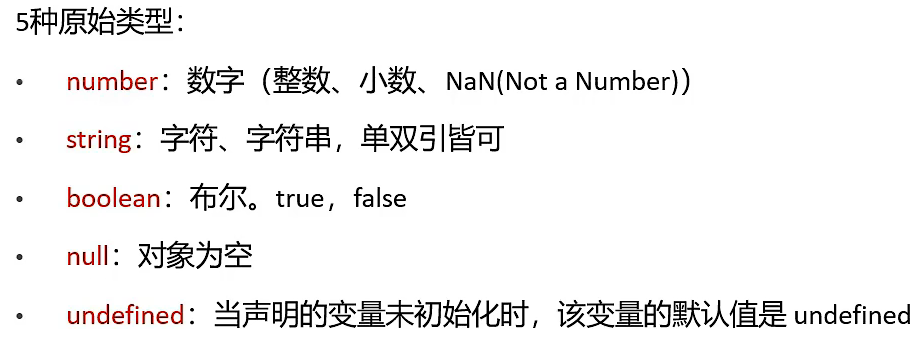 5种原始类型：
• number：数字（整数、小数、NaN(Not a Number)）
• string：字符、字符串，单双引皆可
• boolean：布尔。true，false
• null：对象为空
• undefined：当声明的变量未初始化时，该变量的默认值是 undefined